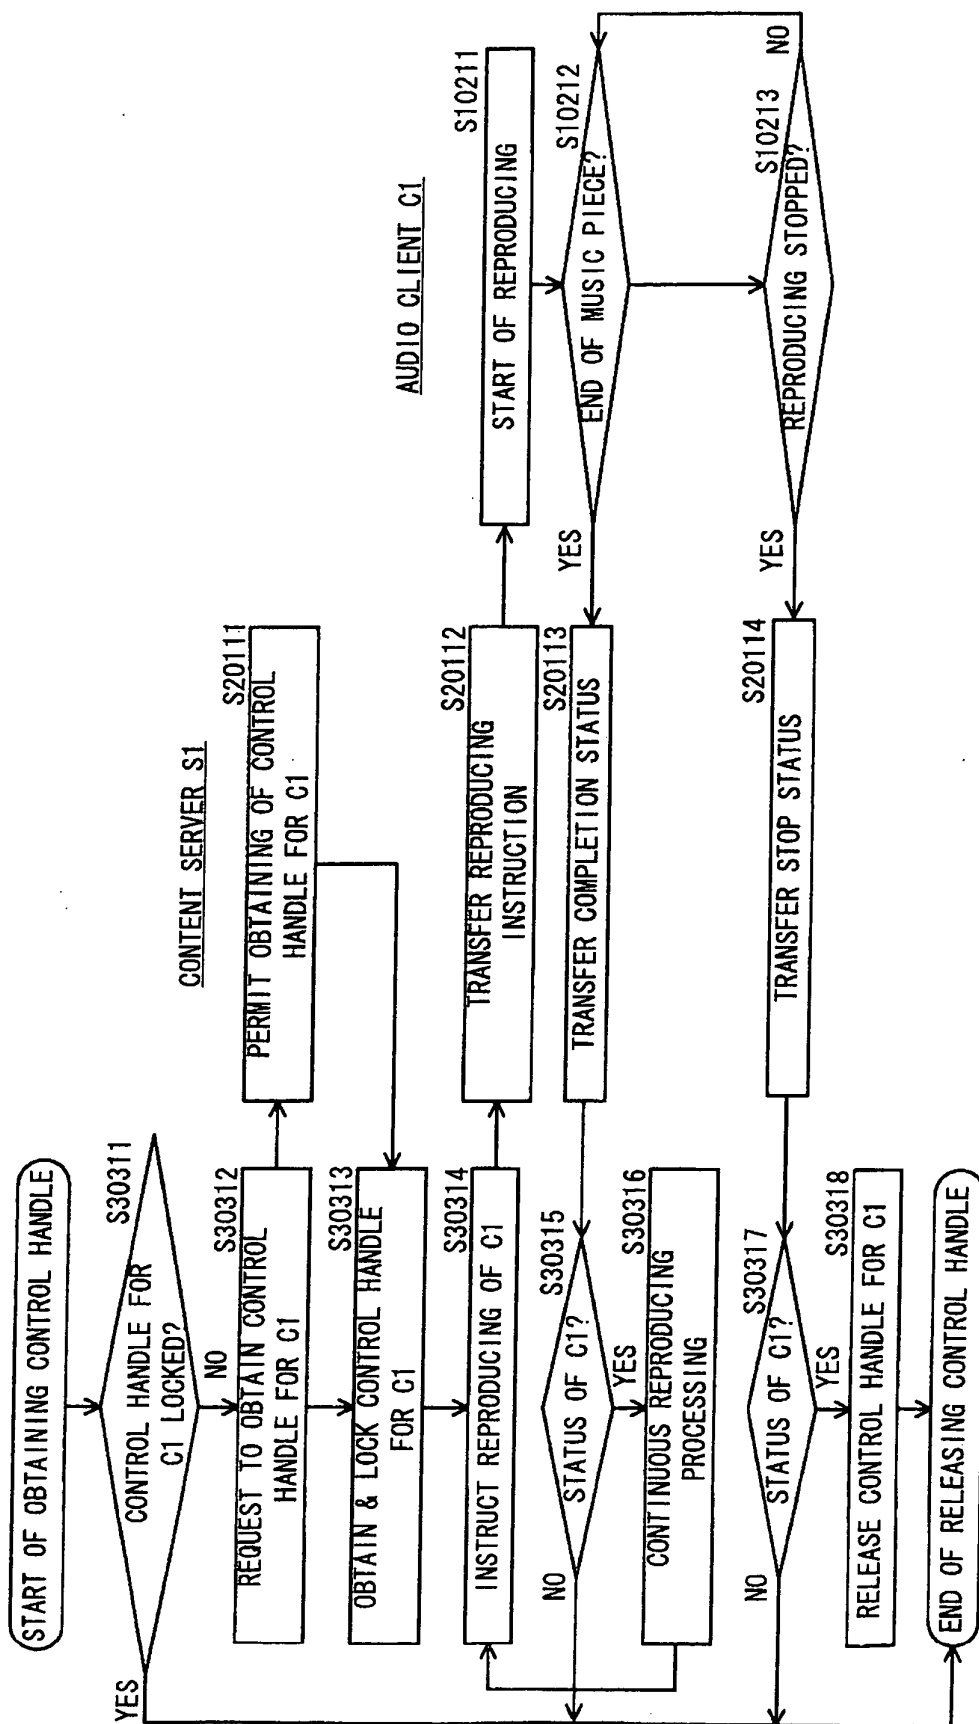 START OF OBTAINING CONTROL HANDLE
S30311
CONTROL HANDLE FOR
C1 LOCKED?
YES
NO
S30312
REQUEST TO OBTAIN CONTROL
HANDLE FOR C1
S30313
OBTAIN & LOCK CONTROL HANDLE
FOR C1
S30314
INSTRUCT REPRODUCING OF C1
S30315
STATUS OF C1?
NO
YES
S30316
CONTINUOUS REPRODUCING
PROCESSING
S30317
STATUS OF C1?
NO
YES
S30318
RELEASE CONTROL HANDLE FOR C1
END OF RELEASING CONTROL HANDLE
CONTENT SERVER S1
S20111
PERMIT OBTAINING OF CONTROL
HANDLE FOR C1
S20112
TRANSFER REPRODUCING
INSTRUCTION
S20113
TRANSFER COMPLETION STATUS
S20114
TRANSFER STOP STATUS
AUDIO CLIENT C1
S10211
START OF REPRODUCING
S10212
END OF MUSIC PIECE?
YES
S10213
REPRODUCING STOPPED?
YES
NO